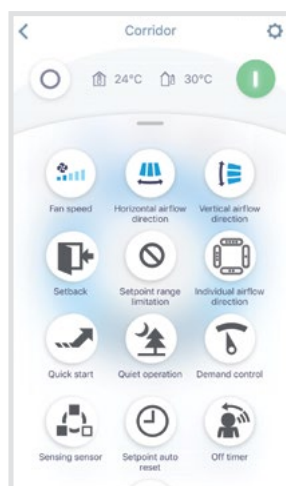 Corridor
24°C 30°C
Fan speed
Horizontal airflow
direction
Vertical airflow
direction
Setback
Setpoint range
limitation
Individual airflow
direction
Quick start
Quiet operation
Demand control
Sensing sensor
Setpoint auto
reset
Off timer